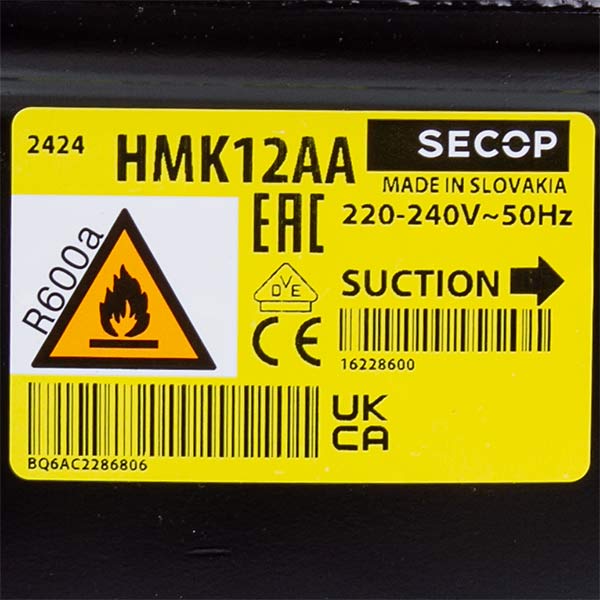 2424
HMK12AA
SECOP
MADE IN SLOVAKIA
220-240V~50Hz
R600a
EAC
DVE
SUCTION
CE
16228600
UK
CA
BQ6AC2286806